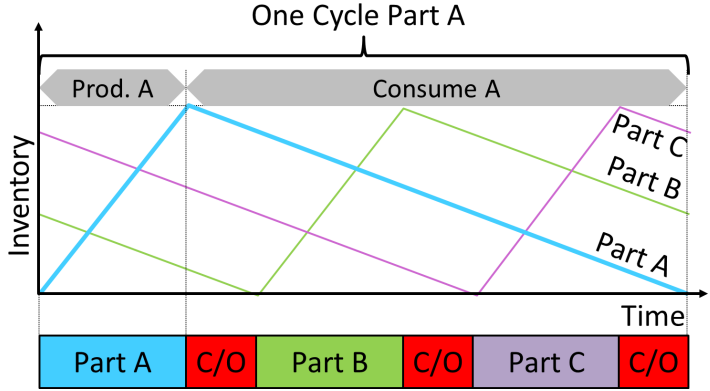 One Cycle Part A
Prod. A
Consume A
Inventory
Part C
Part B
Part A
Time
Part A
C/O
Part B
C/O
Part C
C/O